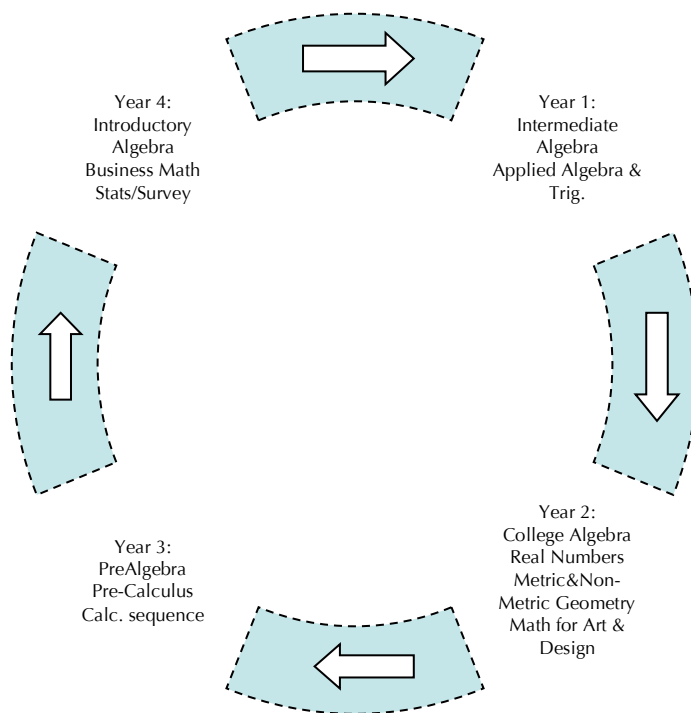 Year 4:
Introductory
Algebra
Business Math
Stats/Survey
Year 1:
Intermediate
Algebra
Applied Algebra &
Trig.
Year 3:
PreAlgebra
Pre-Calculus
Calc. sequence
Year 2:
College Algebra
Real Numbers
Metric&Non-
Metric Geometry
Math for Art &
Design